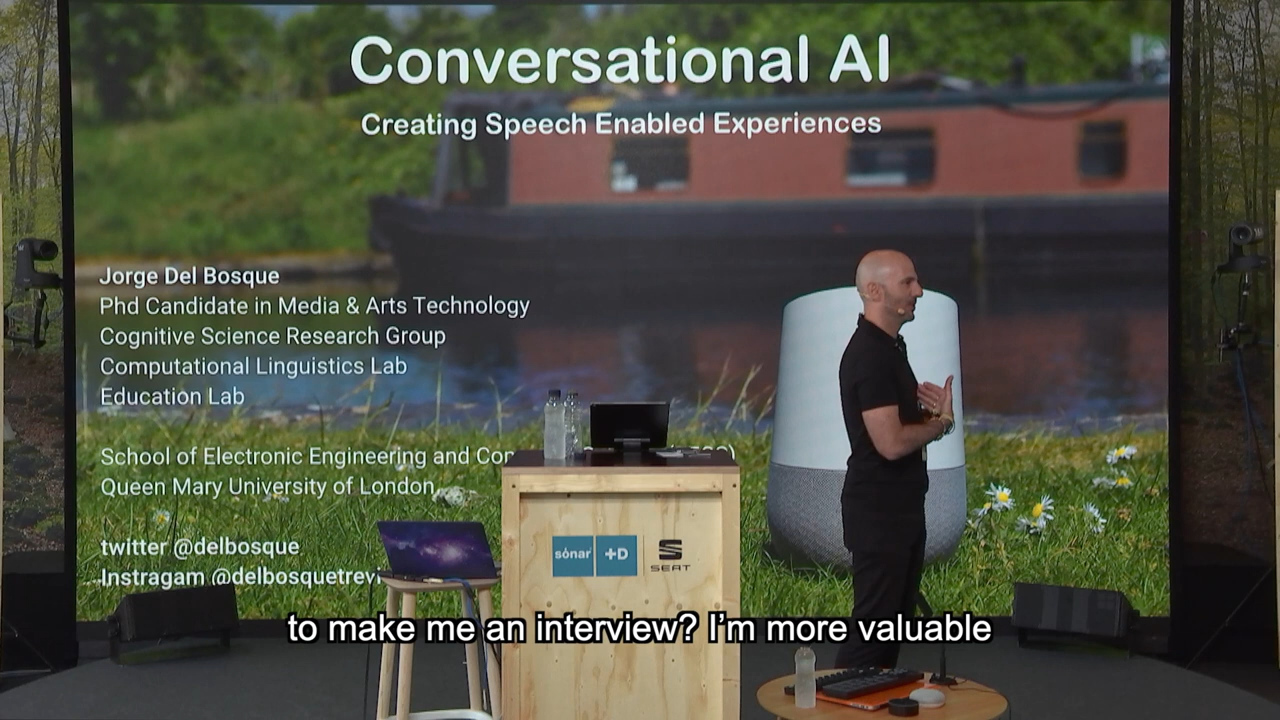 Conversational AI
Creating Speech Enabled Experiences
Jorge Del Bosque
Phd Candidate in Media & Arts Technology
Cognitive Science Research Group
Computational Linguistics Lab
Education Lab
School of Electronic Engineering and
Queen Mary University of London
twitter @delbosque
Instragam @delbosquetrevi
sónar +D
SEAT
to make me an interview? I'm more valuable